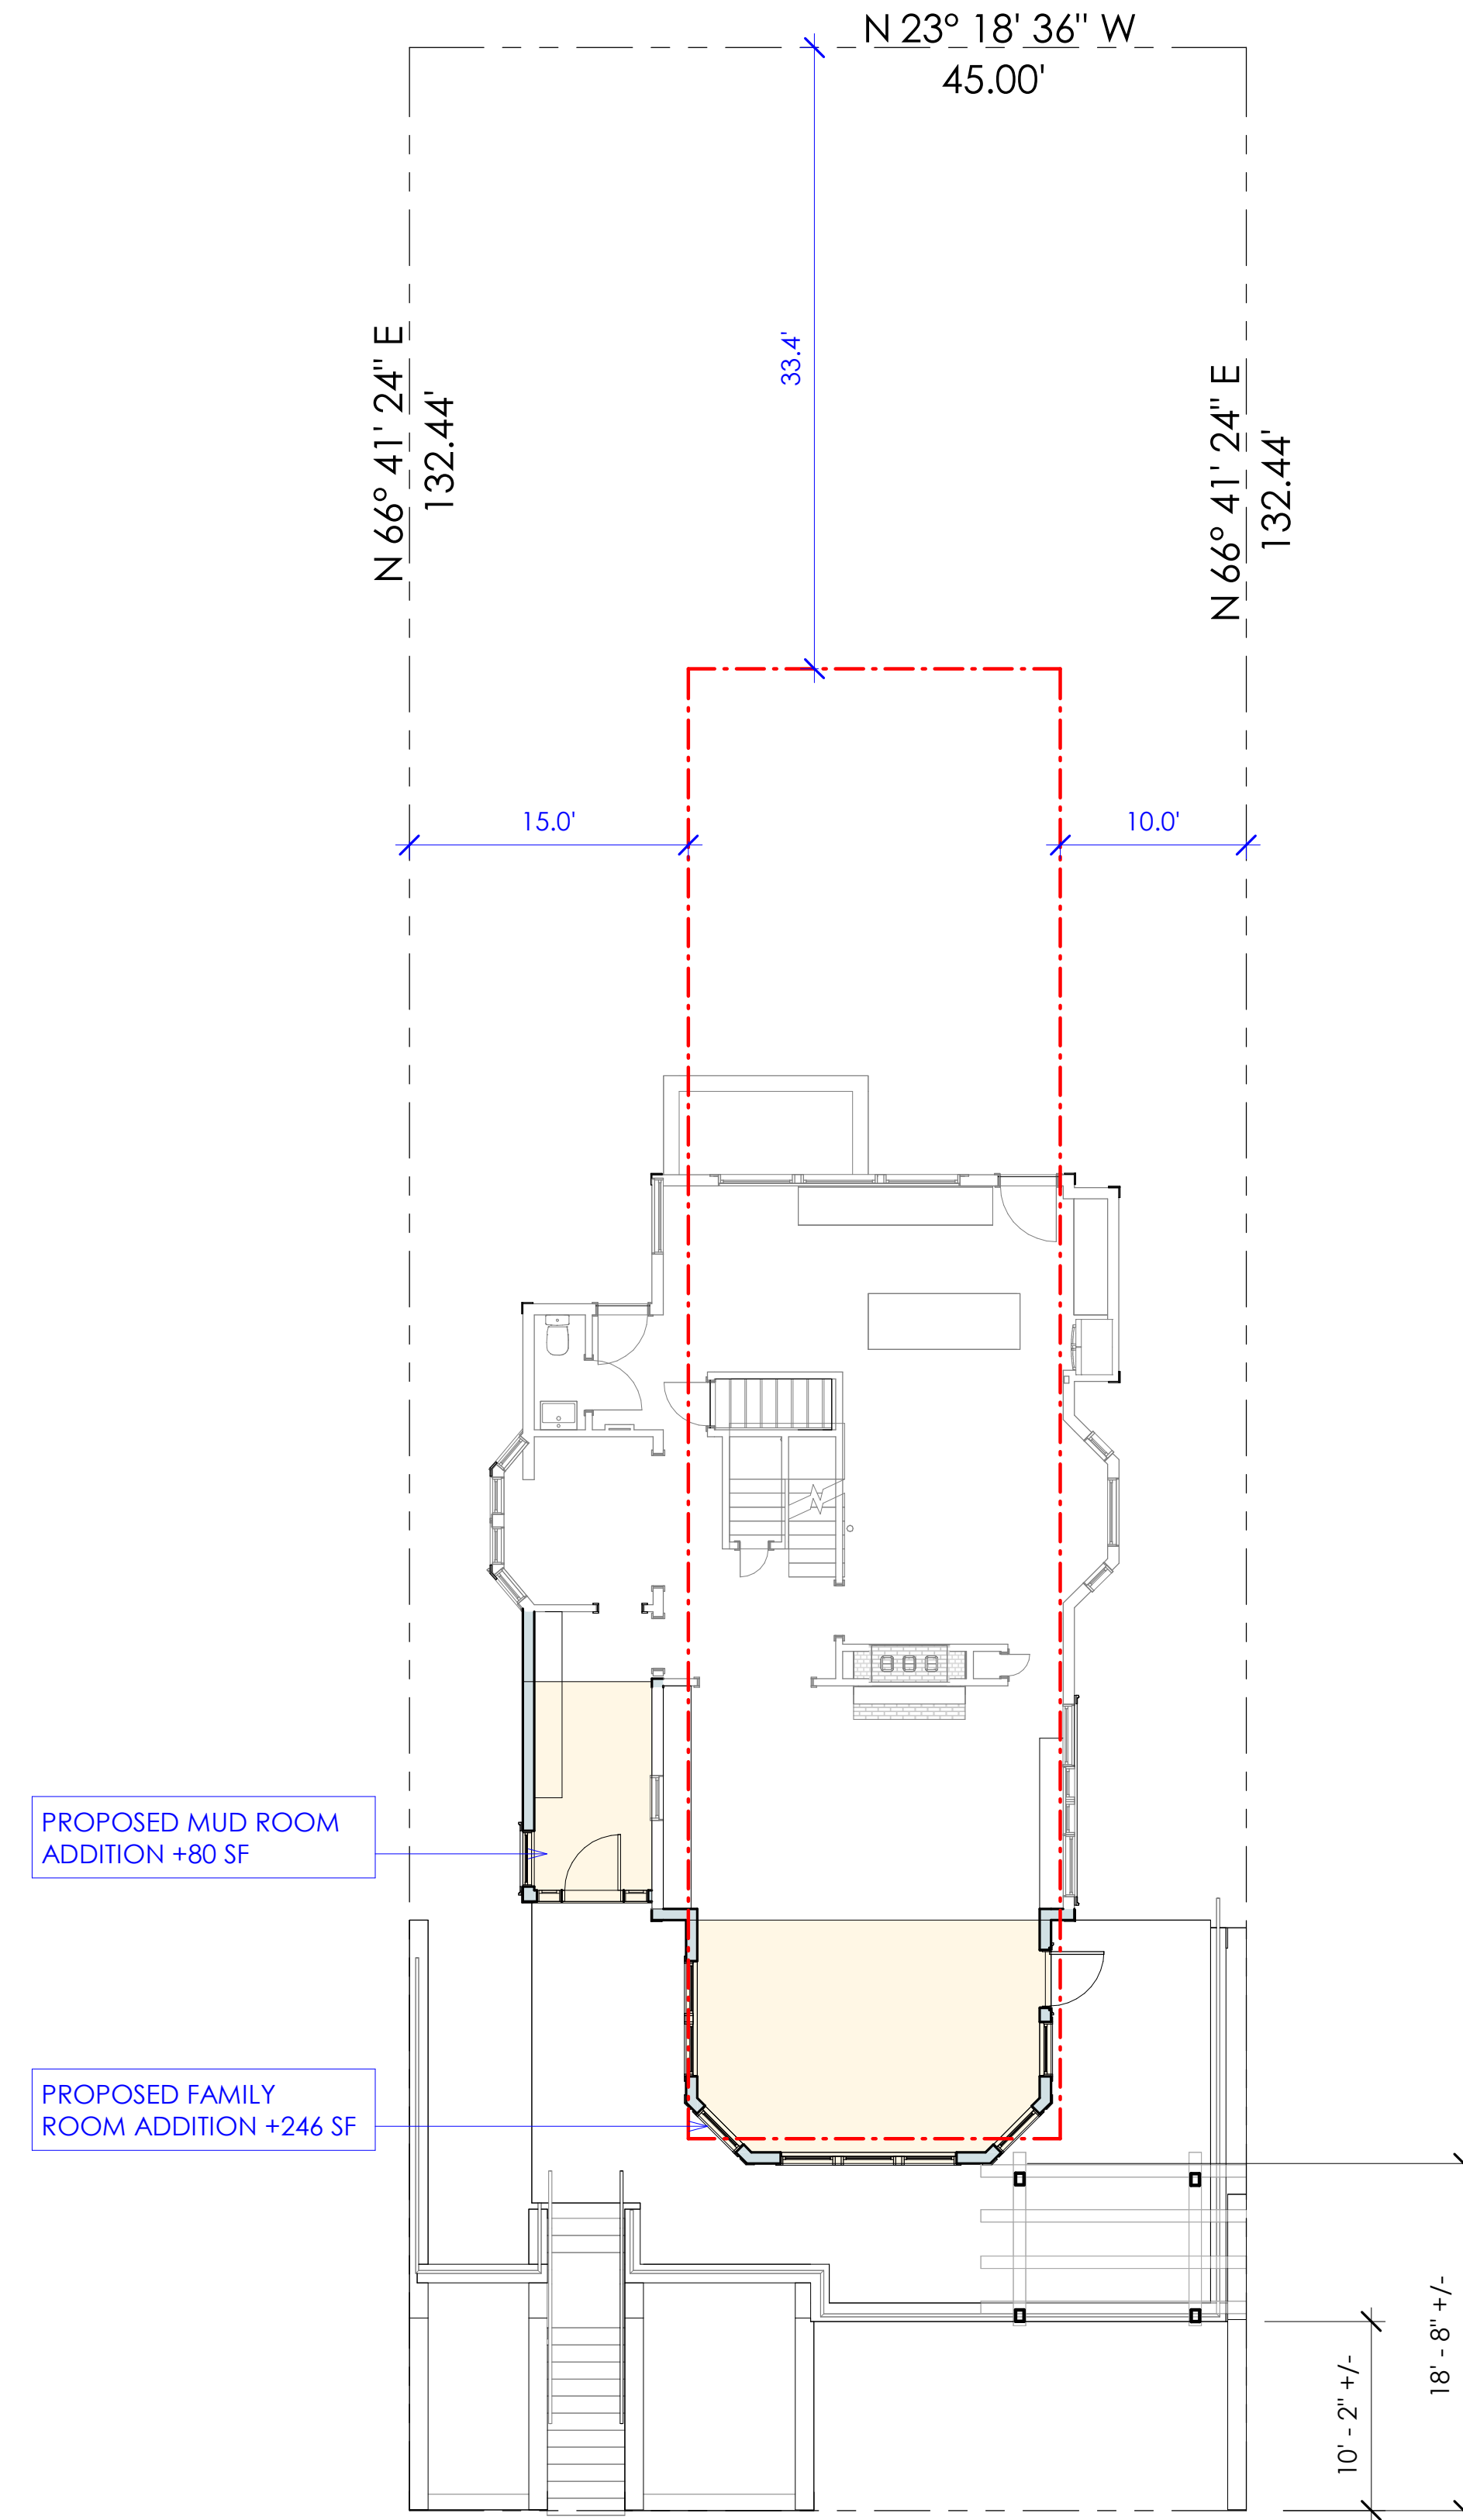 N 23° 18' 36" W
45.00'
N 66° 41' 24" E
132.44'
33.4'
N 66° 41' 24" E
132.44'
15.0'
10.0'
PROPOSED MUD ROOM
ADDITION +80 SF
PROPOSED FAMILY
ROOM ADDITION +246 SF
10' - 2" +/-
18' - 8" +/-